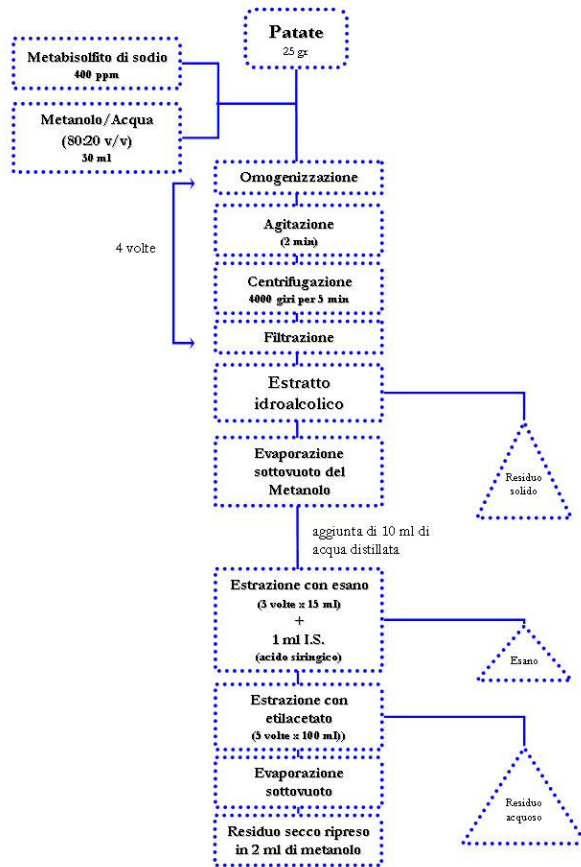 Patate
25 gr
Metabisolfito di sodio
400 ppm
Metanolo/Acqua
(80:20 v/v)
30 ml
Omogenizzazione
Agitazione
(2 min)
4 volte
Centrifugazione
4000 giri per 5 min
Filtrazione
Estratto
idroalcolico
Residuo
solido
Evaporazione
sottovuoto del
Metanolo
aggiunta di 10 ml di
acqua distillata
Estrazione con esano
(3 volte x 15 ml)
+
1 ml I.S.
(acido siringico)
Esano
Estrazione con
etilacetato
(5 volte x 100 ml))
Residuo
acquoso
Evaporazione
sottovuoto
Residuo secco ripreso
in 2 ml di metanolo